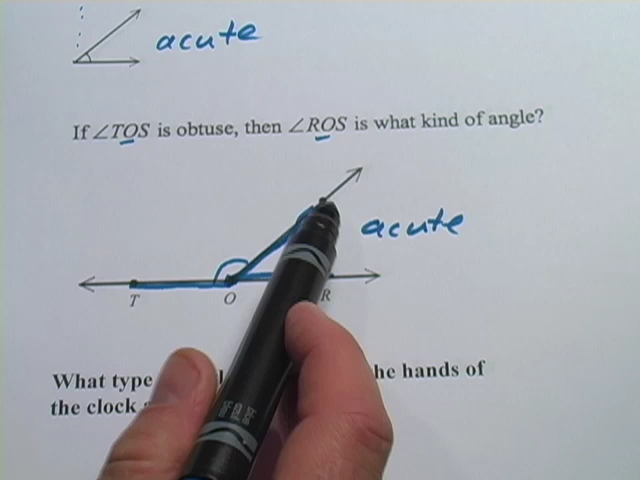 acute
If ∠TOS is obtuse, then ∠ROS is what kind of angle?
acute
T O R
What type he hands of
the clock